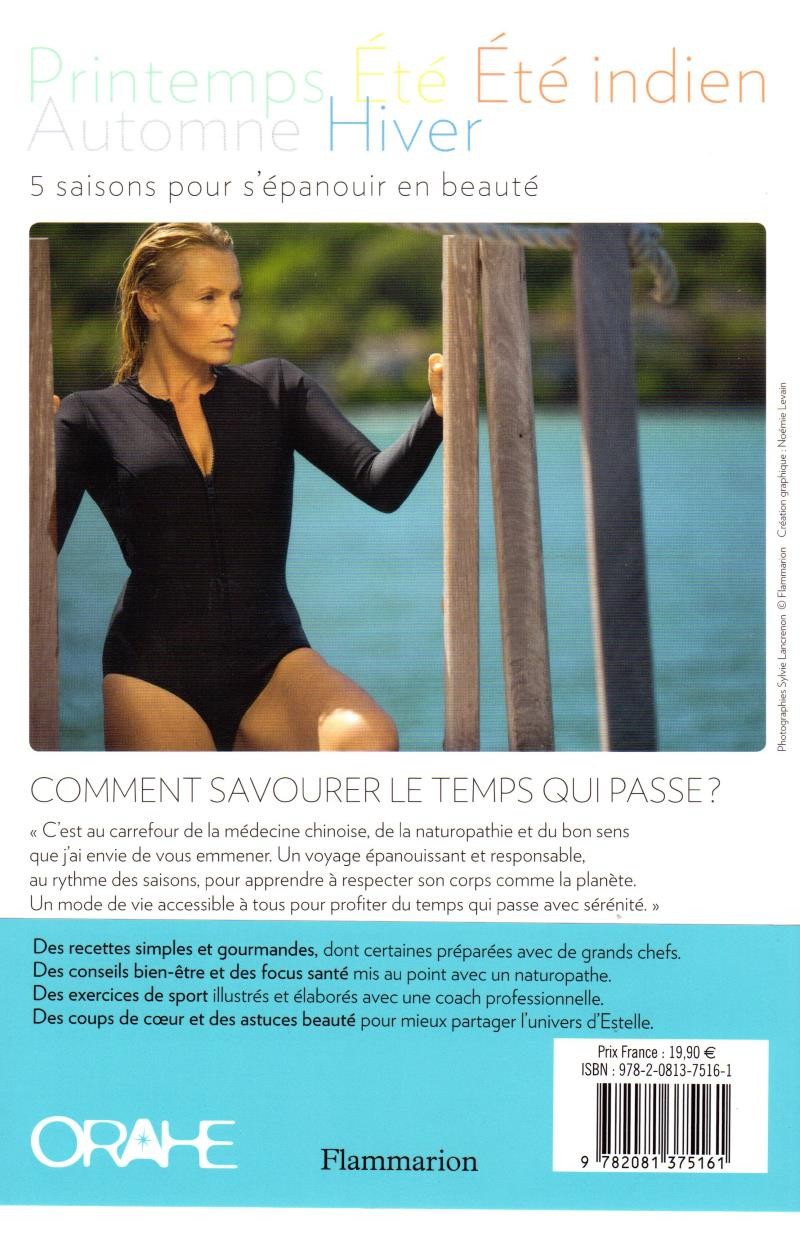 Printemps Été Été indien
Automne Hiver
5 saisons pour s'épanouir en beauté
Photographies Sylvie Lancrenon © Flammarion Création graphique : Noémie Levain
COMMENT SAVOURER LE TEMPS QUI PASSE ?
« C'est au carrefour de la médecine chinoise, de la naturopathie et du bon sens
que j'ai envie de vous emmener. Un voyage épanouissant et responsable,
au rythme des saisons, pour apprendre à respecter son corps comme la planète.
Un mode de vie accessible à tous pour profiter du temps qui passe avec sérénité. »
Des recettes simples et gourmandes, dont certaines préparées avec de grands chefs.
Des conseils bien-être et des focus santé mis au point avec un naturopathe.
Des exercices de sport illustrés et élaborés avec une coach professionnelle.
Des coups de cœur et des astuces beauté pour mieux partager l'univers d'Estelle.
Prix France : 19,90 €
ISBN : 978-2-0813-7516-1
9 782081 375161
ORAHE
Flammarion